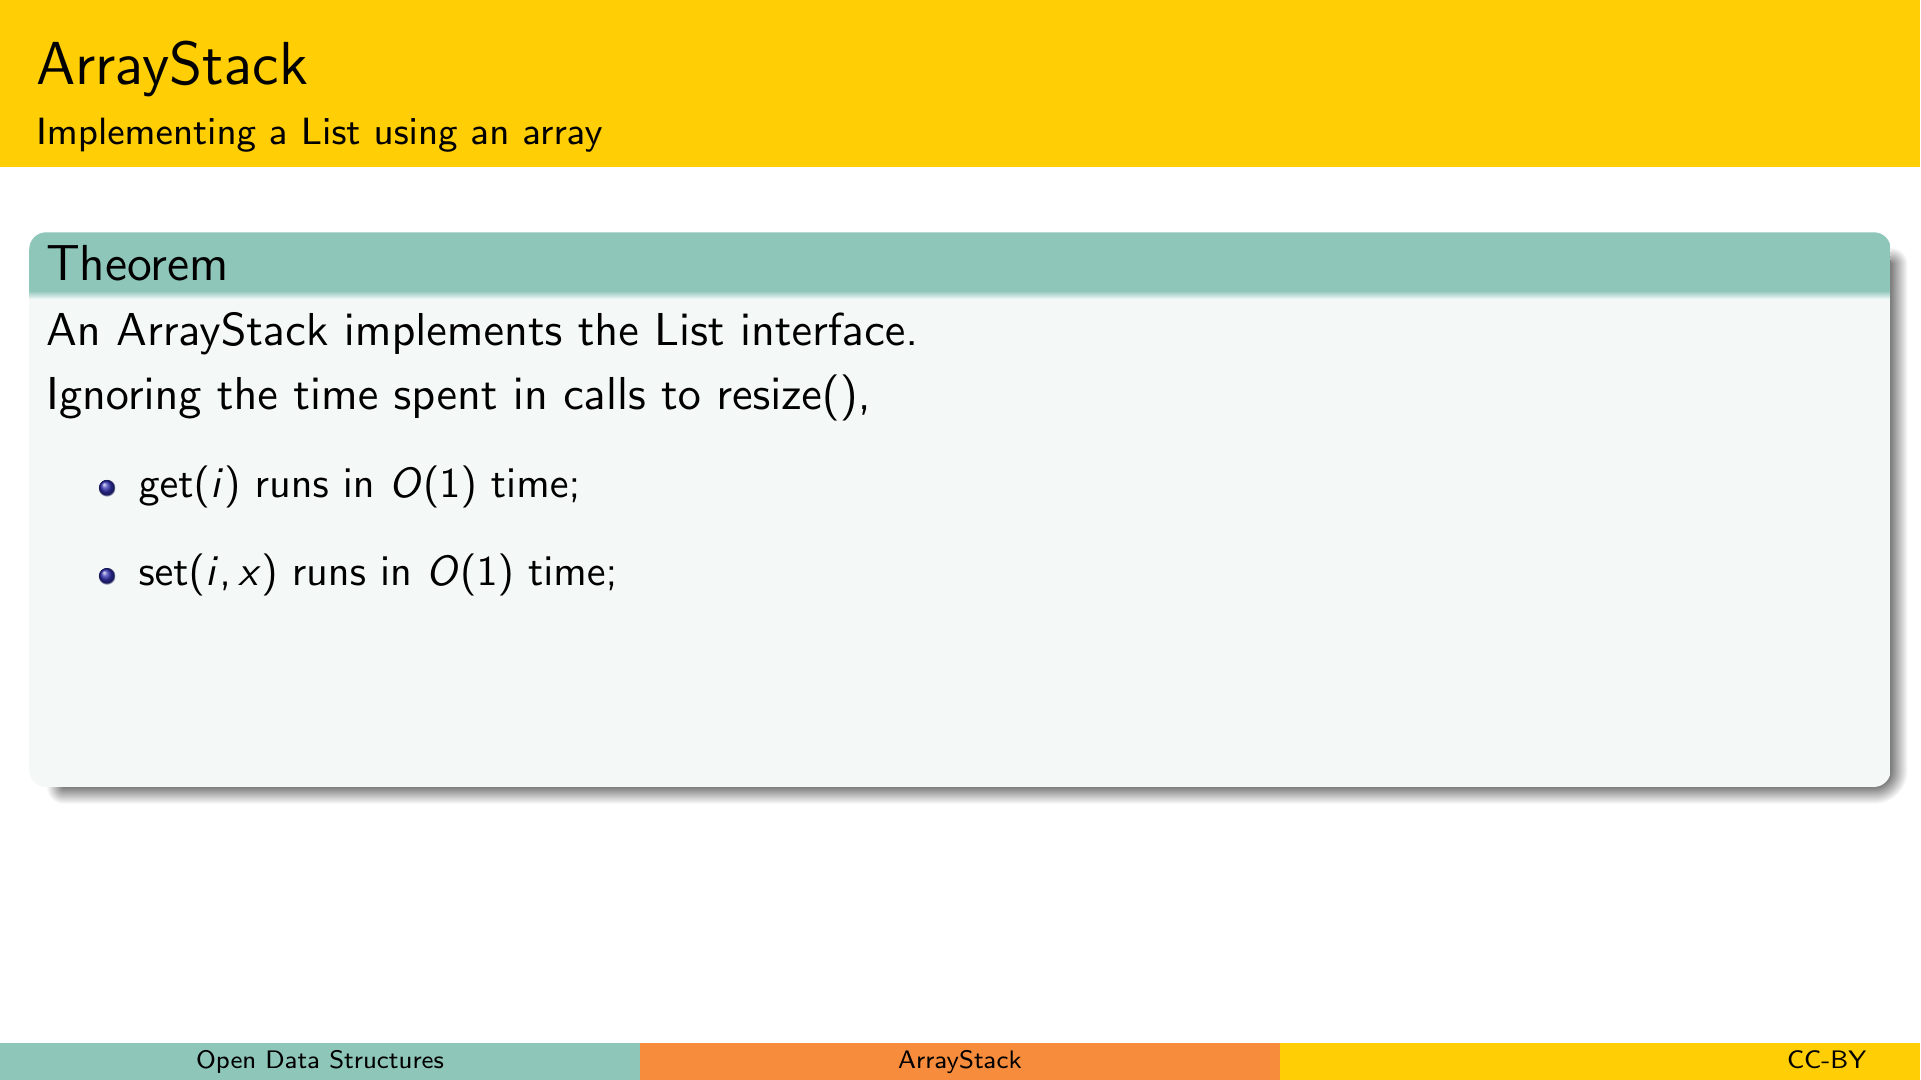 ArrayStack
Implementing a List using an array
Theorem
An ArrayStack implements the List interface.
Ignoring the time spent in calls to resize(),
get(i) runs in O(1) time;
set(i, x) runs in O(1) time;
Open Data Structures
ArrayStack
CC-BY